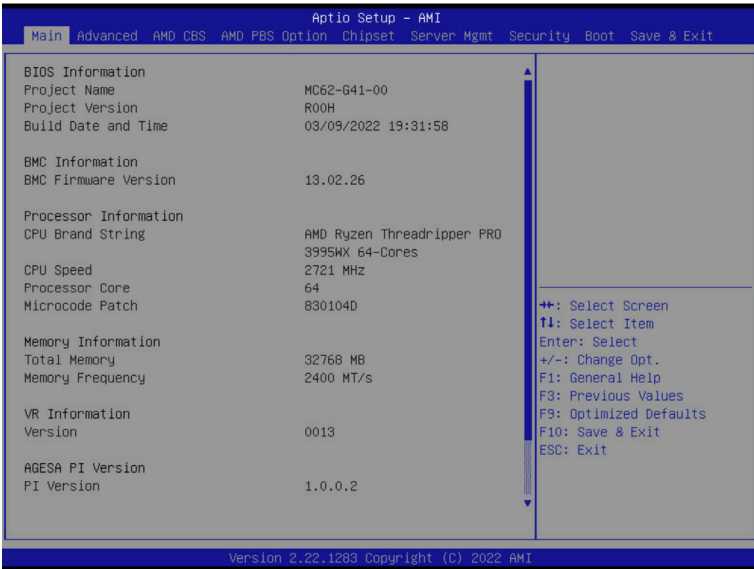 Aptio Setup – AMI
Main Advanced AMD CBS AMD PBS Option Chipset Server Mgmt Security Boot Save & Exit
BIOS Information
Project Name MC62-G41-00
Project Version R00H
Build Date and Time 03/09/2022 19:31:58
BMC Information
BMC Firmware Version 13.02.26
Processor Information
CPU Brand String AMD Ryzen Threadripper PRO
3995WX 64-Cores
CPU Speed 2721 MHz
Processor Core 64
Microcode Patch 830104D
Memory Information
Total Memory 32768 MB
Memory Frequency 2400 MT/s
VR Information
Version 0013
AGESA PI Version
PI Version 1.0.0.2
→←: Select Screen
↑↓: Select Item
Enter: Select
+/-: Change Opt.
F1: General Help
F3: Previous Values
F9: Optimized Defaults
F10: Save & Exit
ESC: Exit
Version 2.22.1283 Copyright (C) 2022 AMI